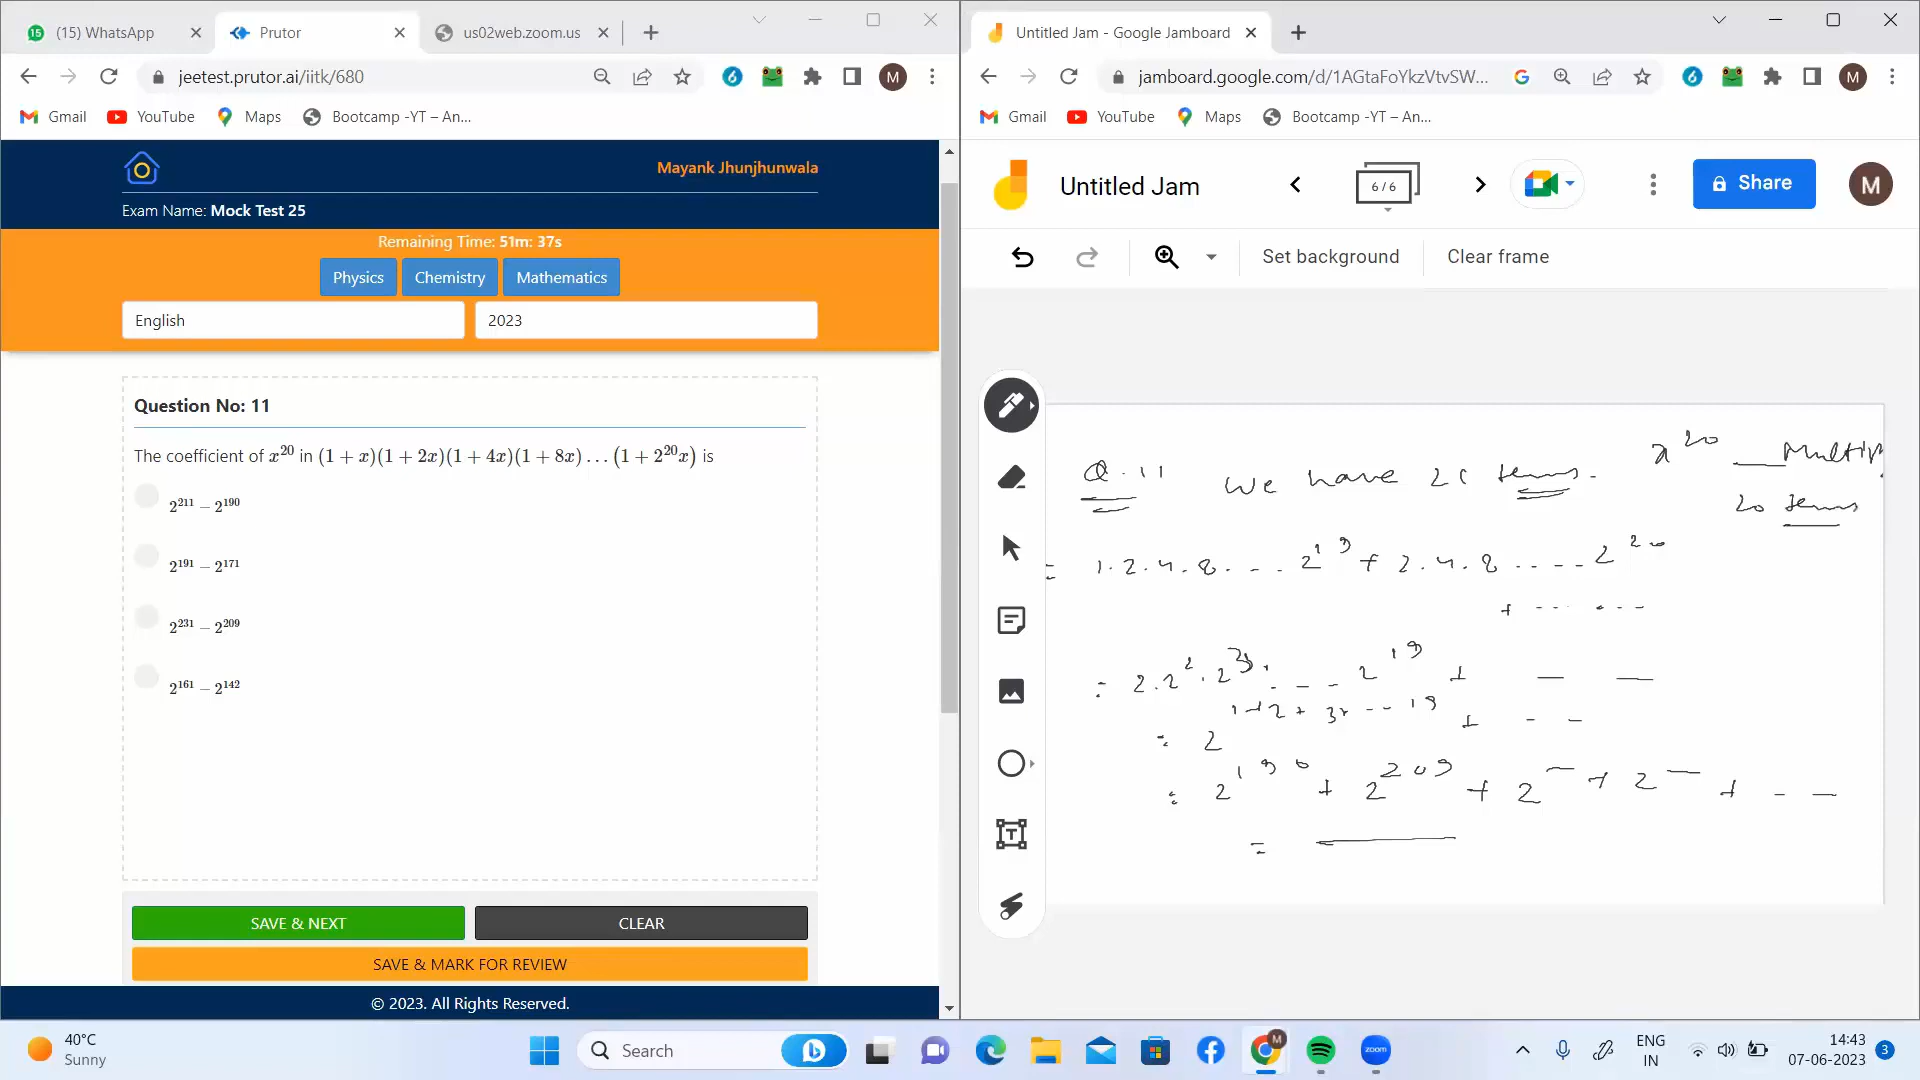 (15) WhatsApp
Prutor
us02web.zoom.us
Untitled Jam - Google Jamboard
jeetest.prutor.ai/iitk/680
M
jamboard.google.com/d/1AGtaFoYkzVtvSW...
M
Gmail YouTube Maps Bootcamp -YT – An...
Gmail YouTube Maps Bootcamp -YT – An...
Mayank Jhunjhunwala
Exam Name: Mock Test 25
Remaining Time: 51m: 37s
Physics Chemistry Mathematics
English 2023
Question No: 11
The coefficient of x^20 in (1 + x)(1 + 2x)(1 + 4x)(1 + 8x) . . . (1 + 2^20x) is
2^211 – 2^190
2^191 – 2^171
2^231 – 2^209
2^161 – 2^142
SAVE & NEXT CLEAR
SAVE & MARK FOR REVIEW
© 2023. All Rights Reserved.
Untitled Jam
6 / 6
Share
M
Set background Clear frame
Q.11 We have 21 terms. x^20 __ Multip
20 terms
= 1.2.4.8. - - . 2^19 + 2.4.8 ..... 2^20
+ - - - - - -
= 2.2^2.2^3. - - - 2^19 + — —
= 2^1+2+3+ - - 19 + - -
= 2^190 + 2^209 + 2^— + 2^— + - —
= ———
40°C
Sunny
Search
zoom
ENG
IN
14:43
07-06-2023
3